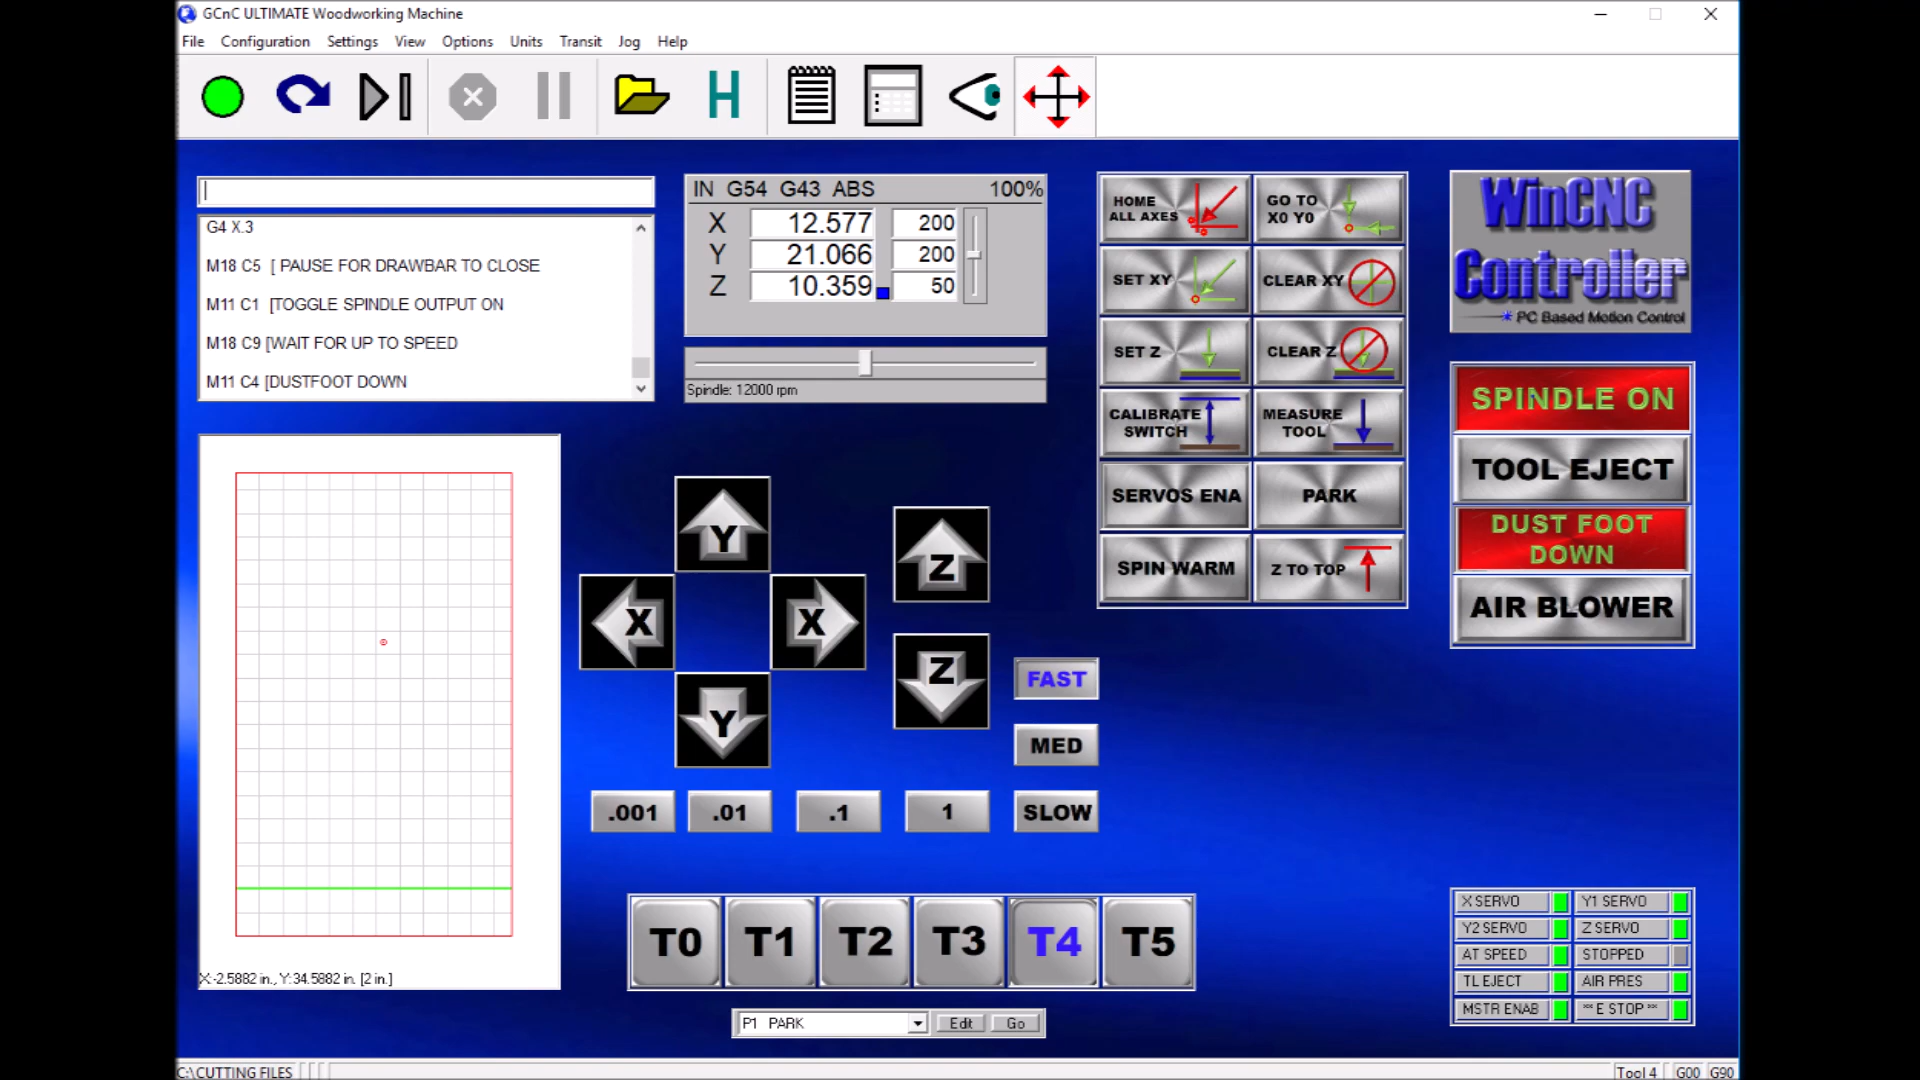 GCnC ULTIMATE Woodworking Machine
File Configuration Settings View Options Units Transit Jog Help
H
G4 X.3
M18 C5 [ PAUSE FOR DRAWBAR TO CLOSE
M11 C1 [TOGGLE SPINDLE OUTPUT ON
M18 C9 [WAIT FOR UP TO SPEED
M11 C4 [DUSTFOOT DOWN
IN G54 G43 ABS 100%
X 12.577 200
Y 21.066 200
Z 10.359 50
Spindle: 12000 rpm
HOME
ALL AXES
GO TO
X0 Y0
SET XY
CLEAR XY
SET Z
CLEAR Z
CALIBRATE
SWITCH
MEASURE
TOOL
SERVOS ENA
PARK
SPIN WARM
Z TO TOP
WinCNC
Controller
PC Based Motion Control
SPINDLE ON
TOOL EJECT
DUST FOOT
DOWN
AIR BLOWER
Y
X
X
Y
Z
Z
FAST
MED
SLOW
.001 .01 .1 1
X:-2.5882 in., Y:34.5882 in. [2 in.]
T0 T1 T2 T3 T4 T5
P1 PARK Edit Go
X SERVO Y1 SERVO
Y2 SERVO Z SERVO
AT SPEED STOPPED
TL EJECT AIR PRES
MSTR ENAB ** E STOP **
C:\CUTTING FILES Tool 4 G00 G90